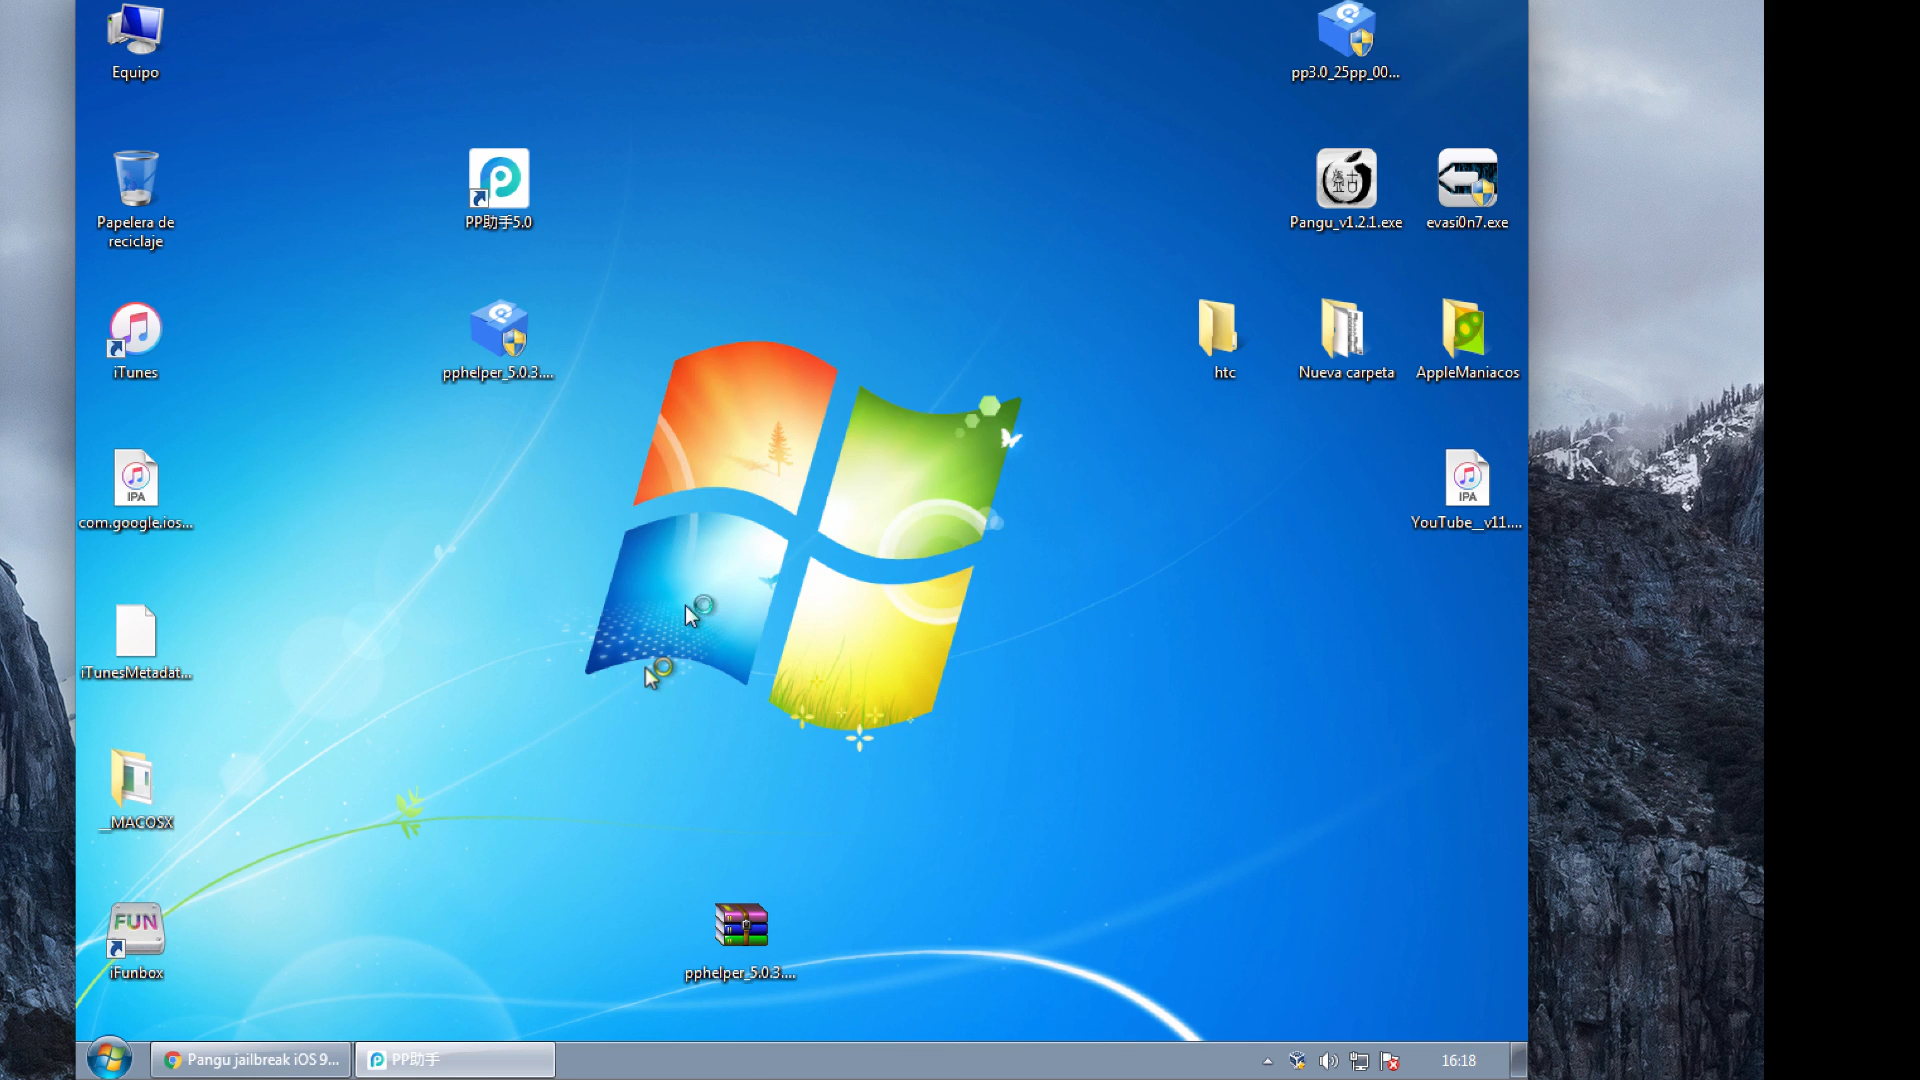 Equipo
pp3.0_25pp_00...
Papelera de
reciclaje
PP助手5.0
Pangu_v1.2.1.exe
evasi0n7.exe
iTunes
pphelper_5.0.3....
htc
Nueva carpeta
AppleManiacos
IPA
com.google.ios...
IPA
YouTube__v11....
iTunesMetadat...
__MACOSX
FUN
iFunbox
pphelper_5.0.3....
Pangu jailbreak iOS 9...
PP助手
16:18